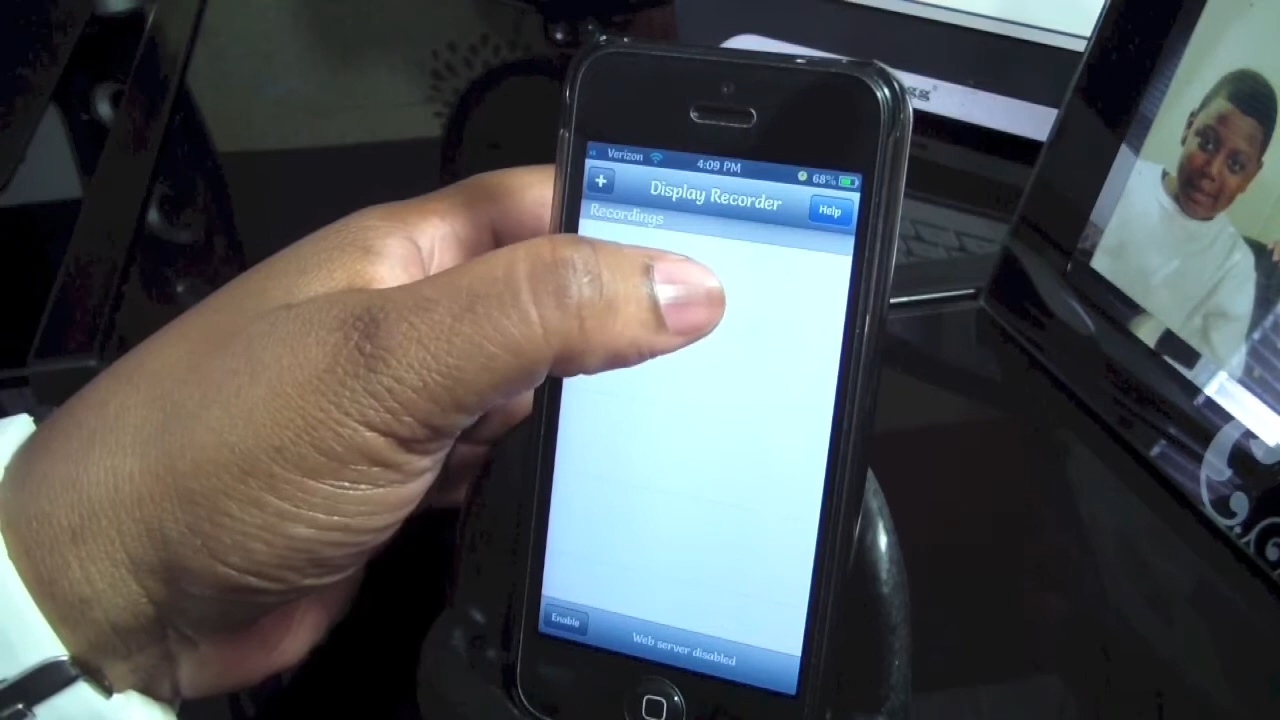 Verizon 4:09 PM 68%
+ Display Recorder Help
Recordings
Enable Web server disabled